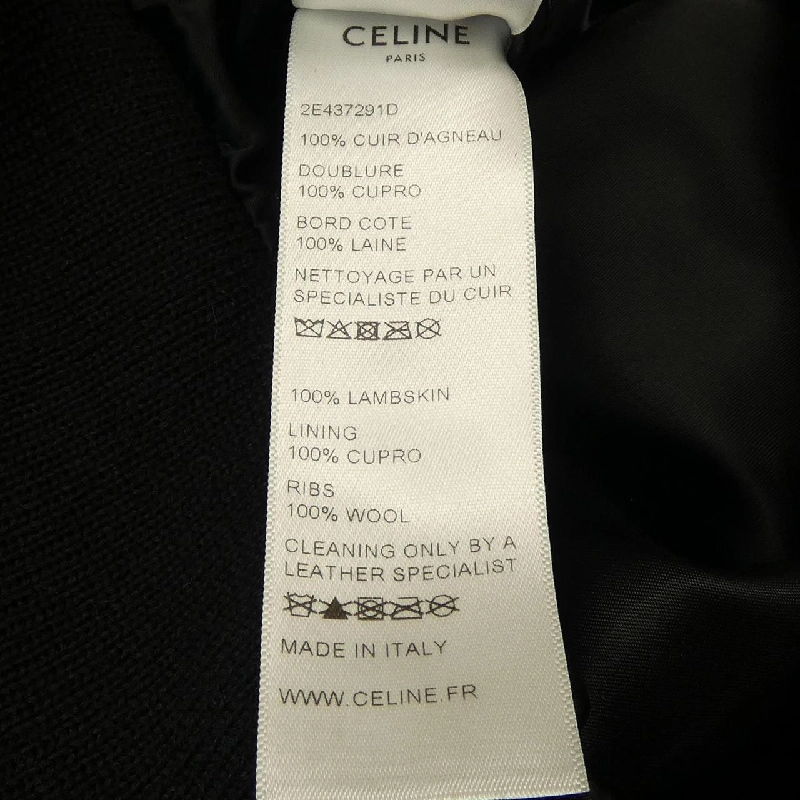 CELINE
PARIS
2E437291D
100% CUIR D'AGNEAU
DOUBLURE
100% CUPRO
BORD COTE
100% LAINE
NETTOYAGE PAR UN
SPECIALISTE DU CUIR
100% LAMBSKIN
LINING
100% CUPRO
RIBS
100% WOOL
CLEANING ONLY BY A
LEATHER SPECIALIST
MADE IN ITALY
WWW.CELINE.FR